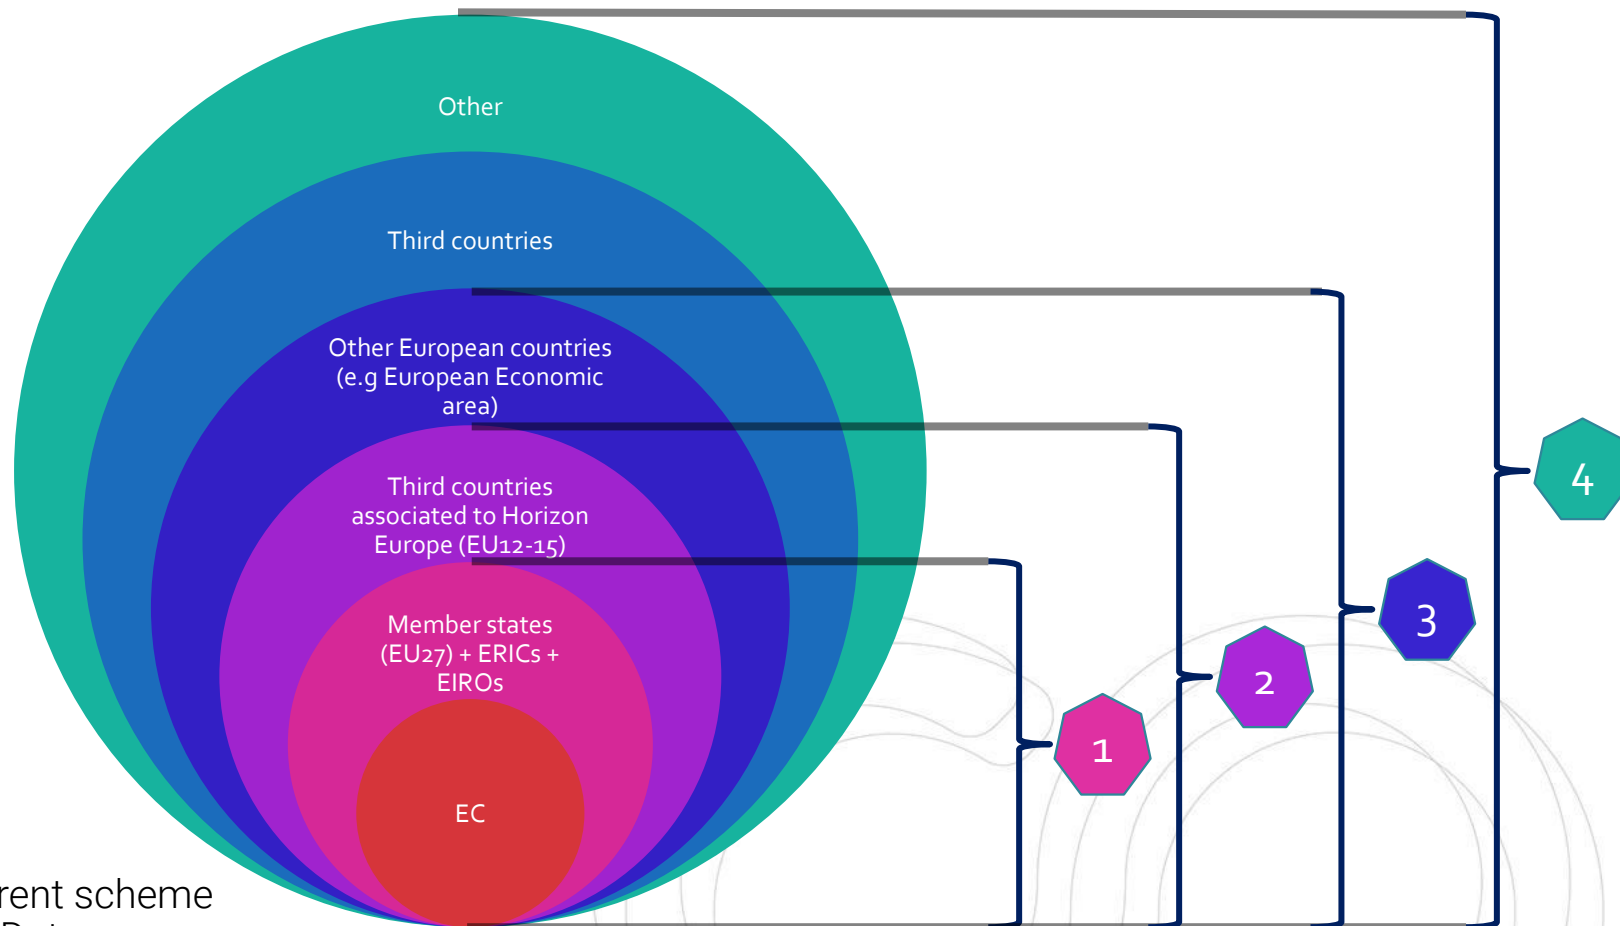 Other
Third countries
Other European countries
(e.g European Economic
area)
Third countries
associated to Horizon
Europe (EU12-15)
Member states
(EU27) + ERICs +
EIROs
EC
1
2
3
4
rent scheme